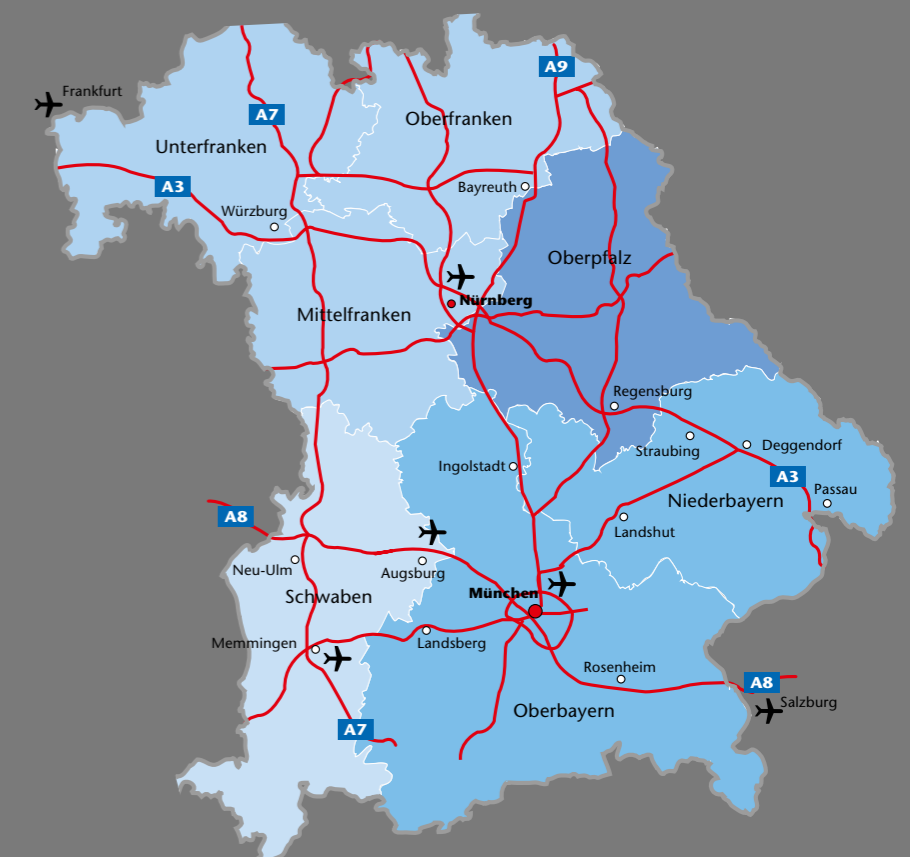 A9
Frankfurt
A7
Oberfranken
Unterfranken
A3
Bayreuth
Würzburg
Oberpfalz
Nürnberg
Mittelfranken
Regensburg
Straubing
Deggendorf
Ingolstadt
A3
Passau
Niederbayern
A8
Landshut
Neu-Ulm
Augsburg
Schwaben
München
Memmingen
Landsberg
Rosenheim
A8
Salzburg
Oberbayern
A7